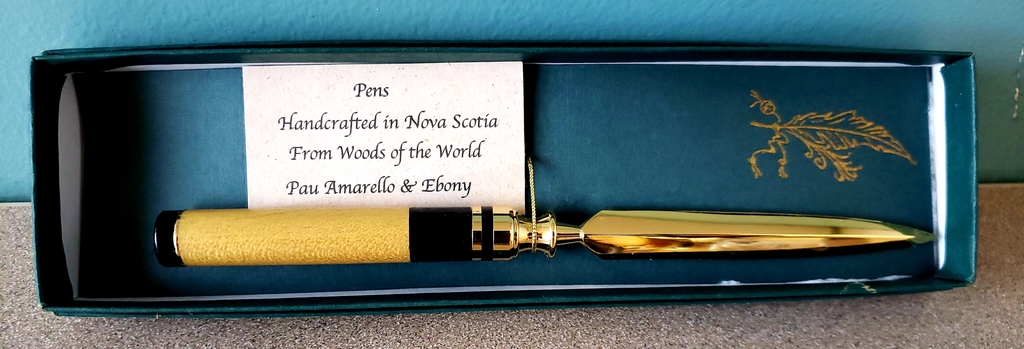 Pens
Handcrafted in Nova Scotia
From Woods of the World
Pau Amarello & Ebony